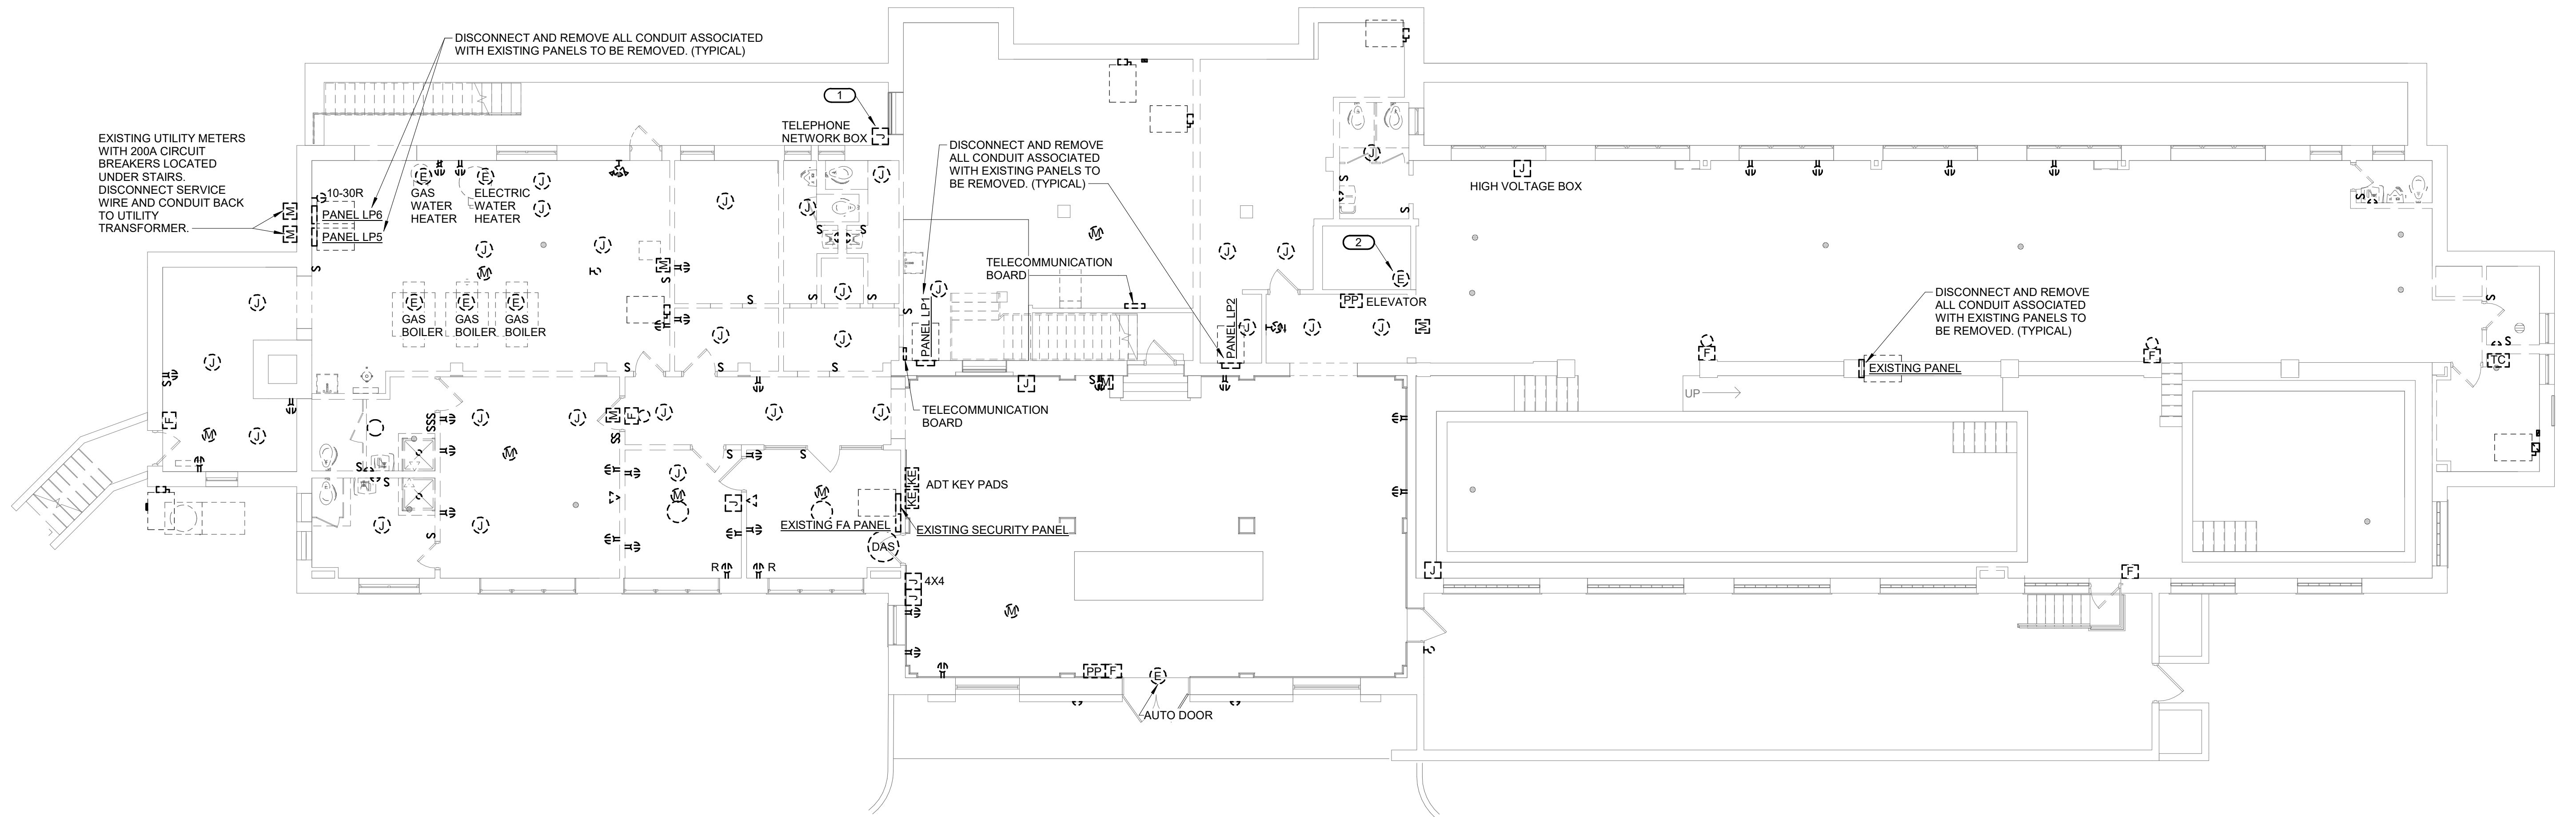 DISCONNECT AND REMOVE ALL CONDUIT ASSOCIATED
WITH EXISTING PANELS TO BE REMOVED. (TYPICAL)
1
TELEPHONE
NETWORK BOX
J
EXISTING UTILITY METERS
WITH 200A CIRCUIT
BREAKERS LOCATED
UNDER STAIRS.
DISCONNECT SERVICE
WIRE AND CONDUIT BACK
TO UTILITY
TRANSFORMER.
M
M
10-30R
PANEL LP6
PANEL LP5
E
GAS
WATER
HEATER
E
ELECTRIC
WATER
HEATER
DISCONNECT AND REMOVE
ALL CONDUIT ASSOCIATED
WITH EXISTING PANELS TO
BE REMOVED. (TYPICAL)
J
HIGH VOLTAGE BOX
2
E
TELECOMMUNICATION
BOARD
PP
ELEVATOR
PANEL LP1
PANEL LP2
E
GAS
BOILER
E
GAS
BOILER
E
GAS
BOILER
DISCONNECT AND REMOVE
ALL CONDUIT ASSOCIATED
WITH EXISTING PANELS TO
BE REMOVED. (TYPICAL)
EXISTING PANEL
F
F
TC
UP
TELECOMMUNICATION
BOARD
KE
KE
ADT KEY PADS
EXISTING FA PANEL
EXISTING SECURITY PANEL
DAS
R
R
J
J
4X4
J
F
PP
F
E
AUTO DOOR